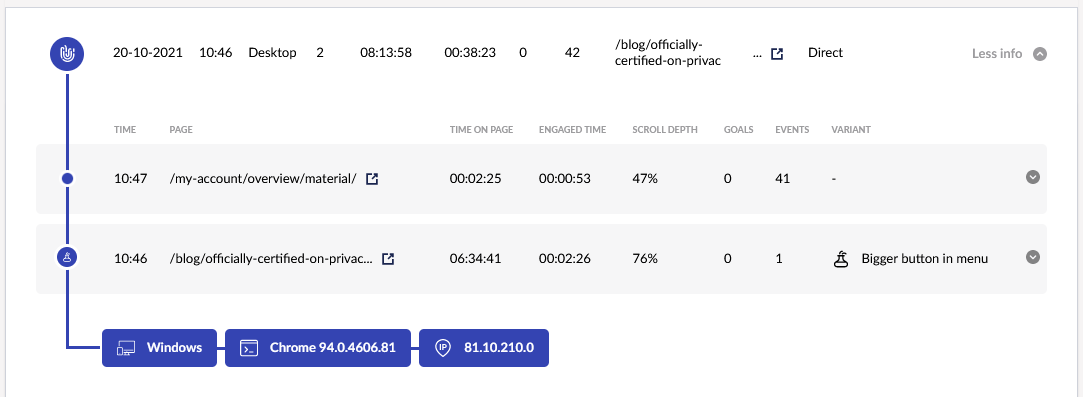 20-10-2021 10:46 Desktop 2 08:13:58 00:38:23 0 42 /blog/officially-
certified-on-privac ... Direct Less info
TIME PAGE TIME ON PAGE ENGAGED TIME SCROLL DEPTH GOALS EVENTS VARIANT
10:47 /my-account/overview/material/ 00:02:25 00:00:53 47% 0 41 -
10:46 /blog/officially-certified-on-privac... 06:34:41 00:02:26 76% 0 1 Bigger button in menu
Windows Chrome 94.0.4606.81 IP 81.10.210.0